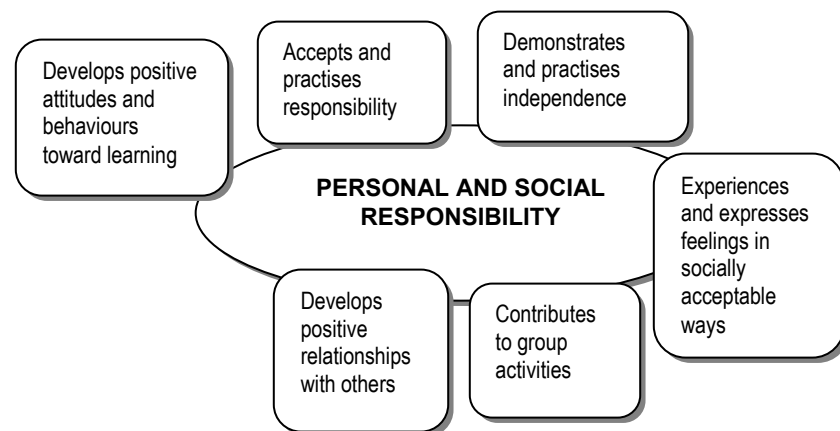 Develops positive
attitudes and
behaviours
toward learning
Accepts and
practises
responsibility
Demonstrates
and practises
independence
PERSONAL AND SOCIAL
RESPONSIBILITY
Experiences
and expresses
feelings in
socially
acceptable
ways
Develops
positive
relationships
with others
Contributes
to group
activities